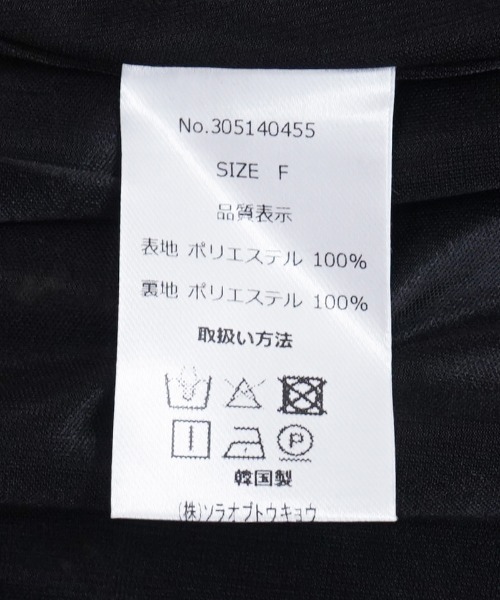 No.305140455
SIZE F
品質表示
表地 ポリエステル 100%
裏地 ポリエステル 100%
取扱い方法
P
韓国製
(株)ソラオブトウキョウ